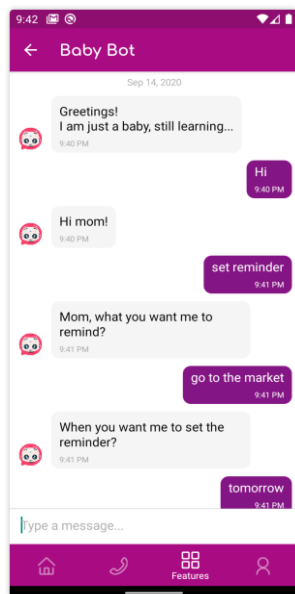 9:42
Baby Bot
Sep 14, 2020
Greetings!
I am just a baby, still learning...
9:40 PM
Hi
9:40 PM
Hi mom!
9:40 PM
set reminder
9:41 PM
Mom, what you want me to
remind?
9:41 PM
go to the market
9:41 PM
When you want me to set the
reminder?
9:41 PM
tomorrow
9:41 PM
Type a message...
Features